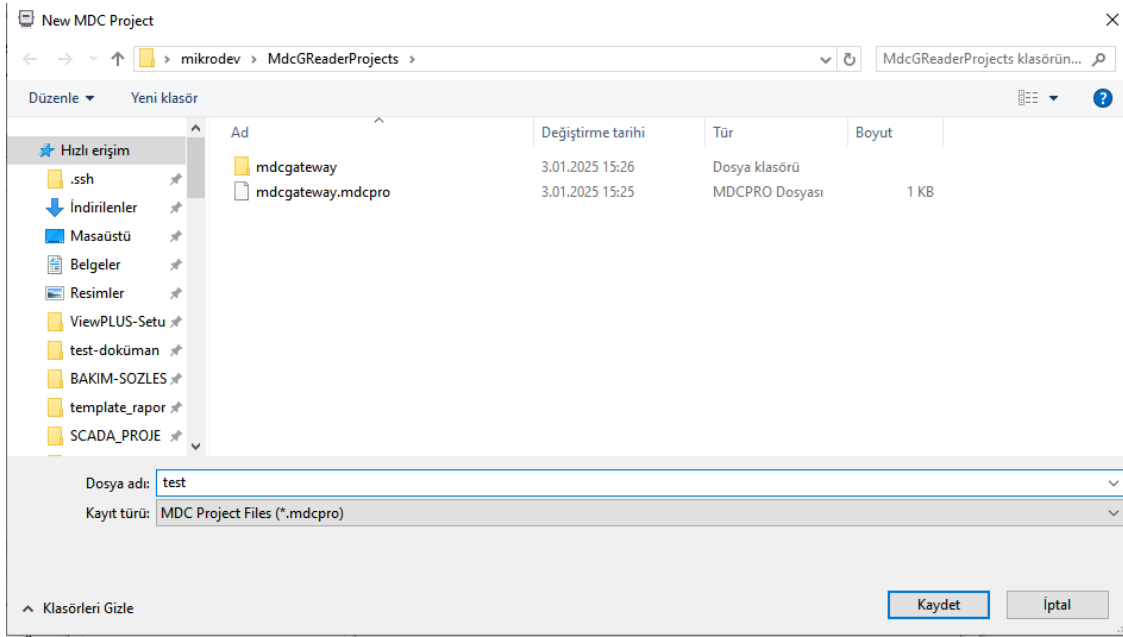 New MDC Project
mikrodev > MdcGReaderProjects >
MdcGReaderProjects klasörün...
Düzenle
Yeni klasör
Ad
Değiştirme tarihi
Tür
Boyut
Hızlı erişim
.ssh
İndirilenler
Masaüstü
Belgeler
Resimler
ViewPLUS-Setu
test-doküman
BAKIM-SOZLES
template_rapor
SCADA_PROJE
mdcgateway 3.01.2025 15:26 Dosya klasörü
mdcgateway.mdcpro 3.01.2025 15:25 MDCPRO Dosyası 1 KB
Dosya adı: test
Kayıt türü: MDC Project Files (*.mdcpro)
Klasörleri Gizle
Kaydet
İptal